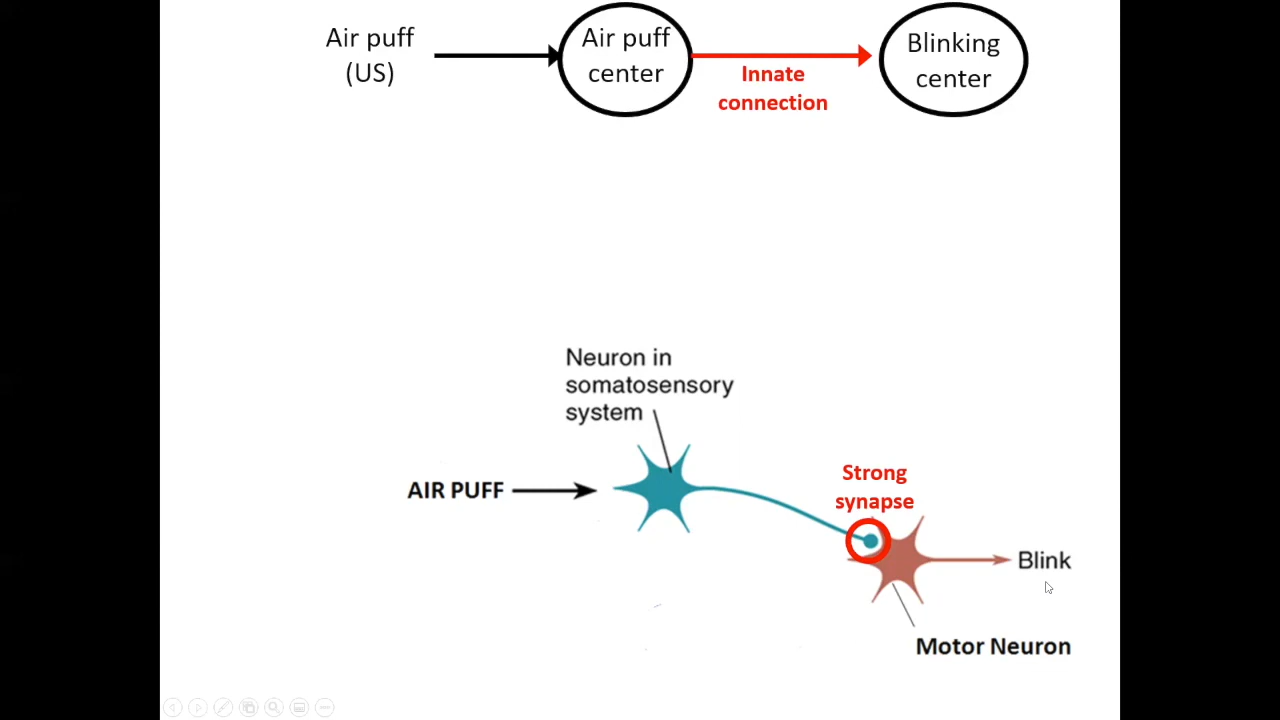 Air puff
(US)
Air puff
center
Innate
connection
Blinking
center
Neuron in
somatosensory
system
AIR PUFF
Strong
synapse
Blink
Motor Neuron